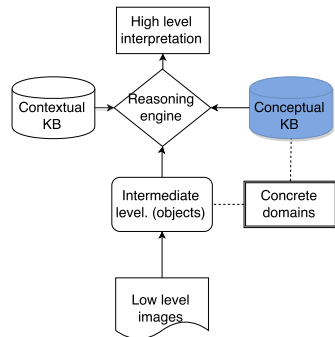 High level
interpretation
Contextual
KB
Reasoning
engine
Conceptual
KB
Intermediate
level. (objects)
Concrete
domains
Low level
images